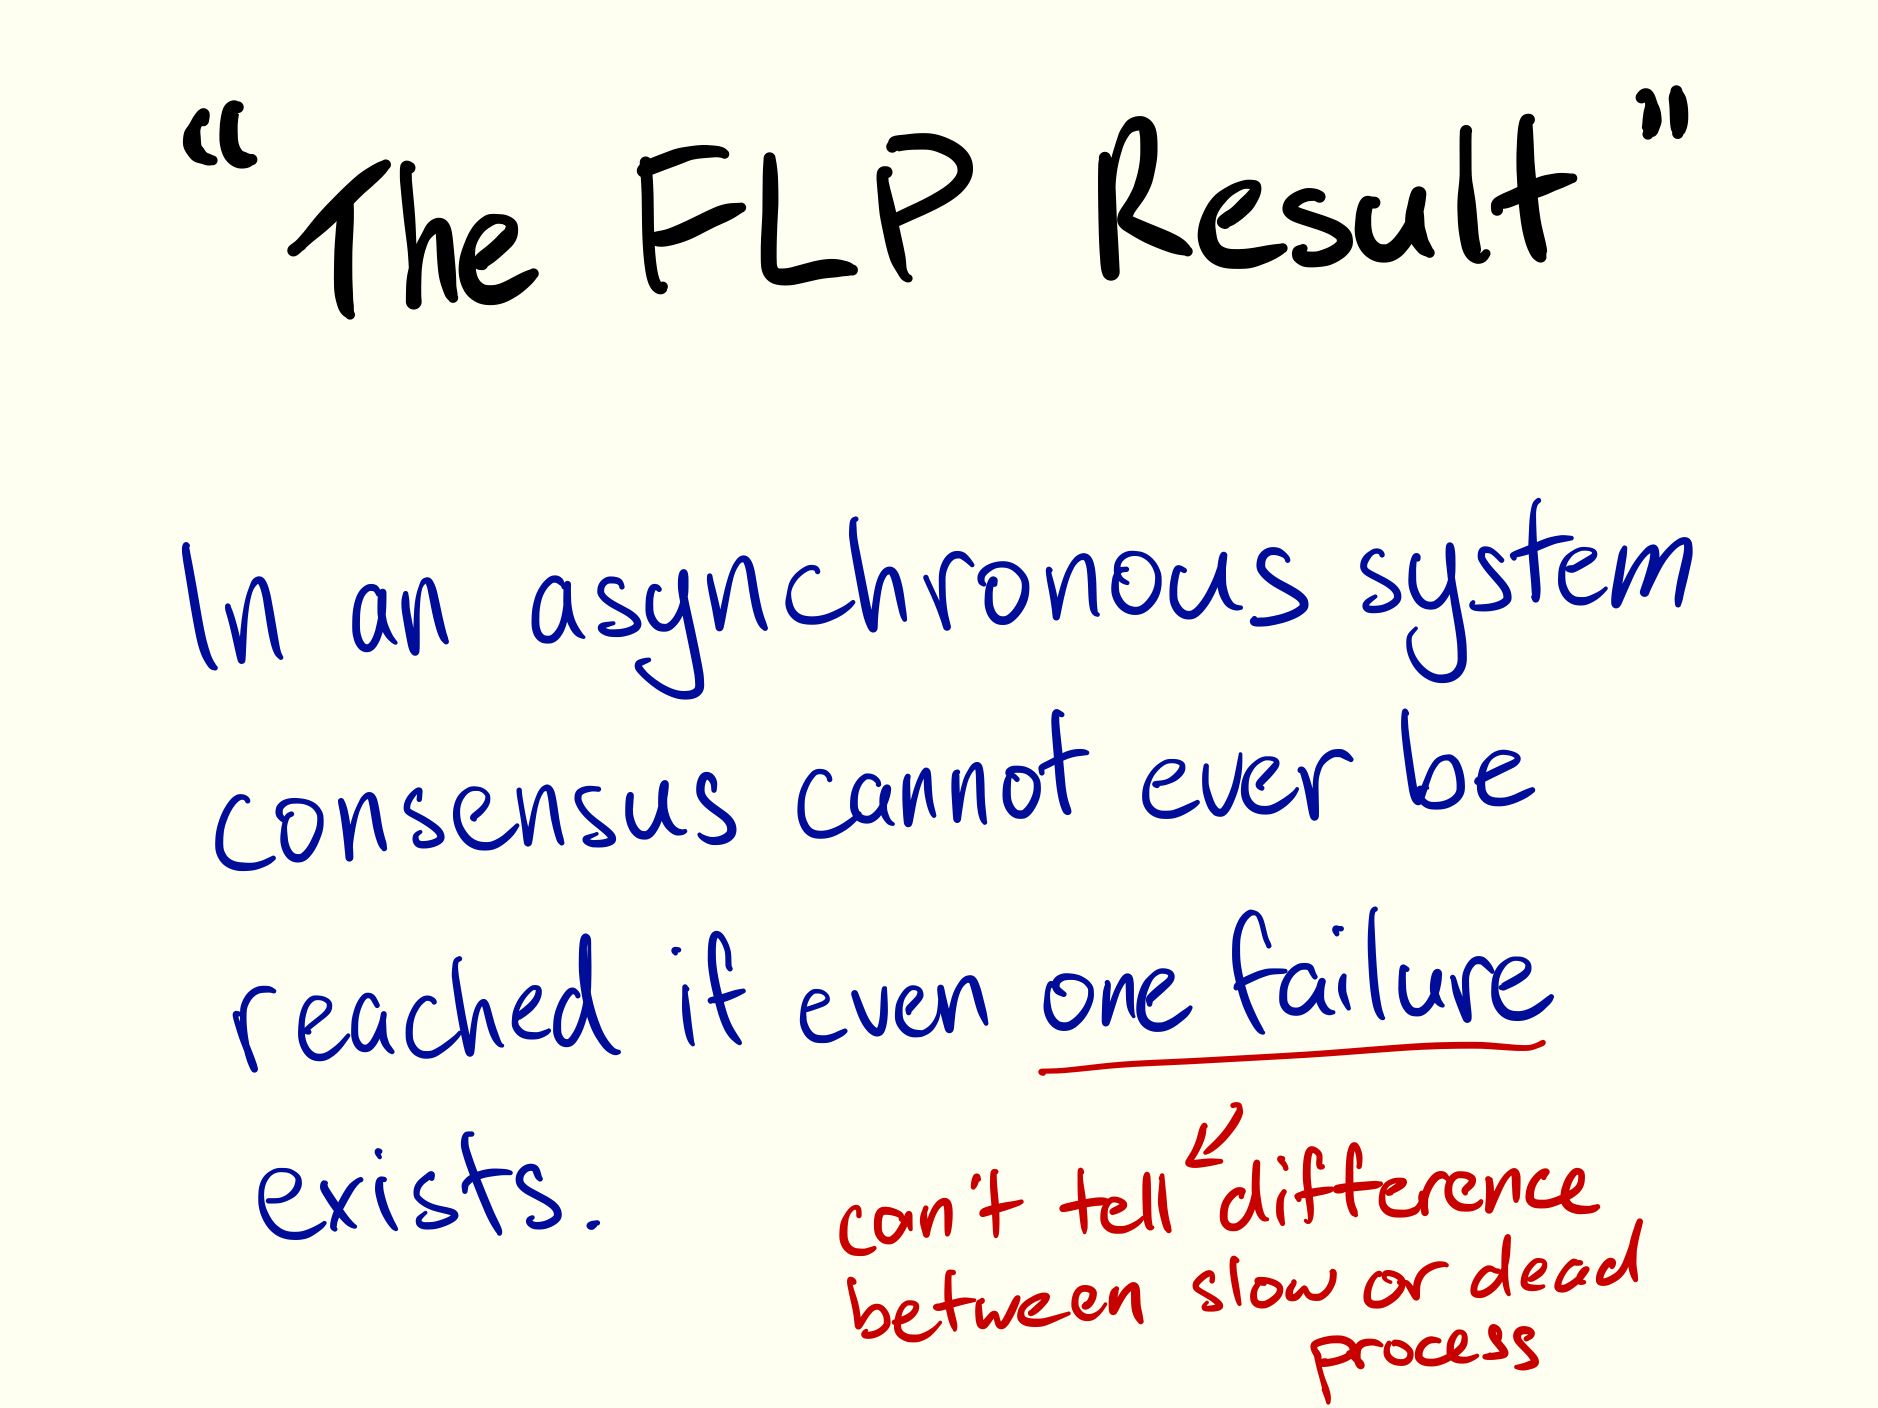 “The FLP Result”
In an asynchronous system
consensus cannot ever be
reached if even one failure
exists.
can't tell difference
between slow or dead
process